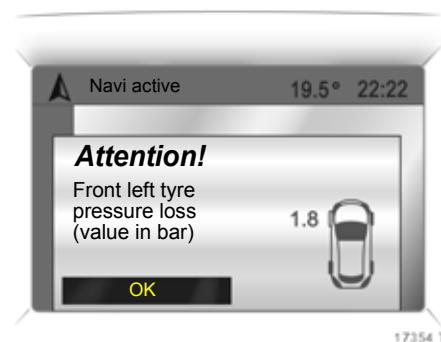 Navi active 19.5° 22:22
Attention!
Front left tyre
pressure loss
(value in bar)
1.8
OK
17354 T